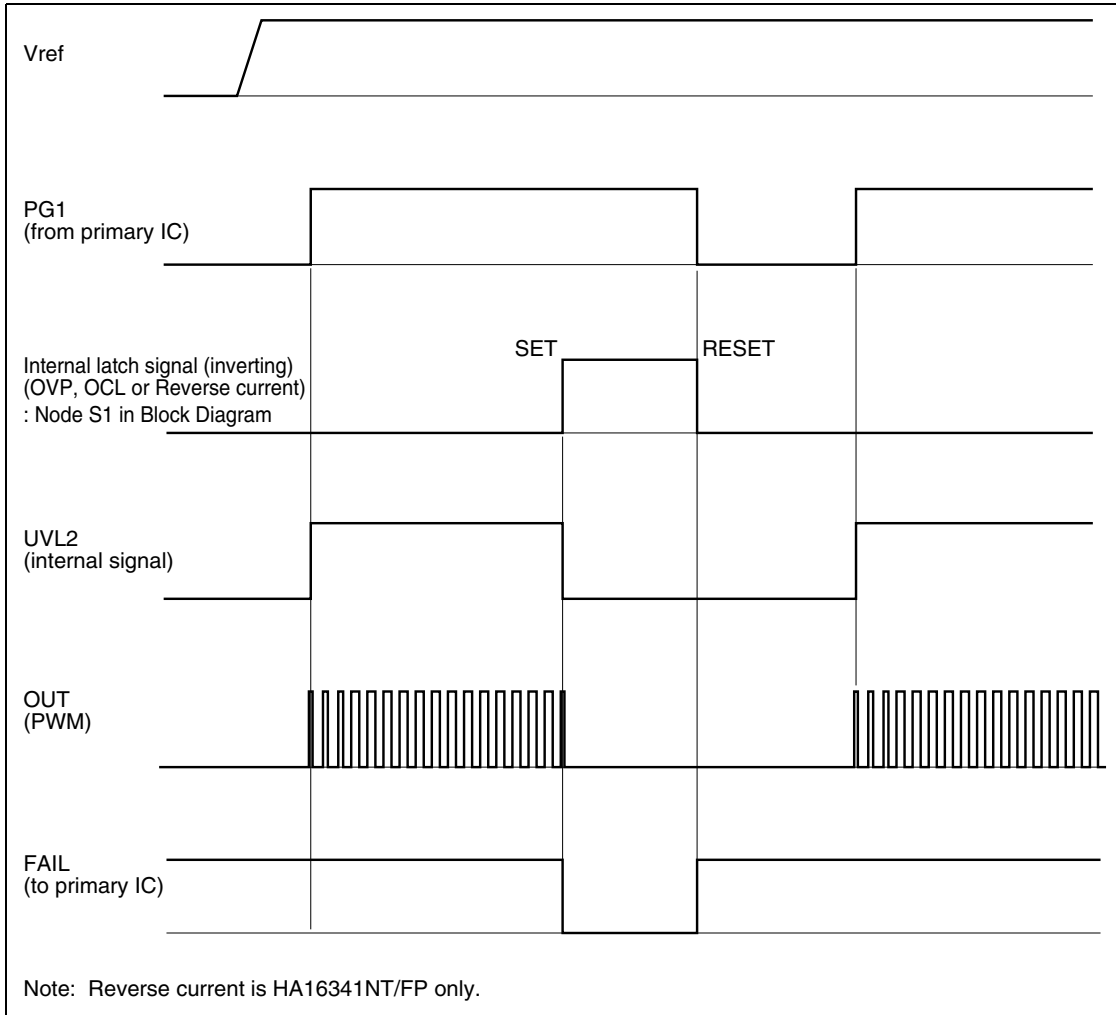 Vref
PG1
(from primary IC)
SET
RESET
Internal latch signal (inverting)
(OVP, OCL or Reverse current)
: Node S1 in Block Diagram
UVL2
(internal signal)
OUT
(PWM)
FAIL
(to primary IC)
Note: Reverse current is HA16341NT/FP only.